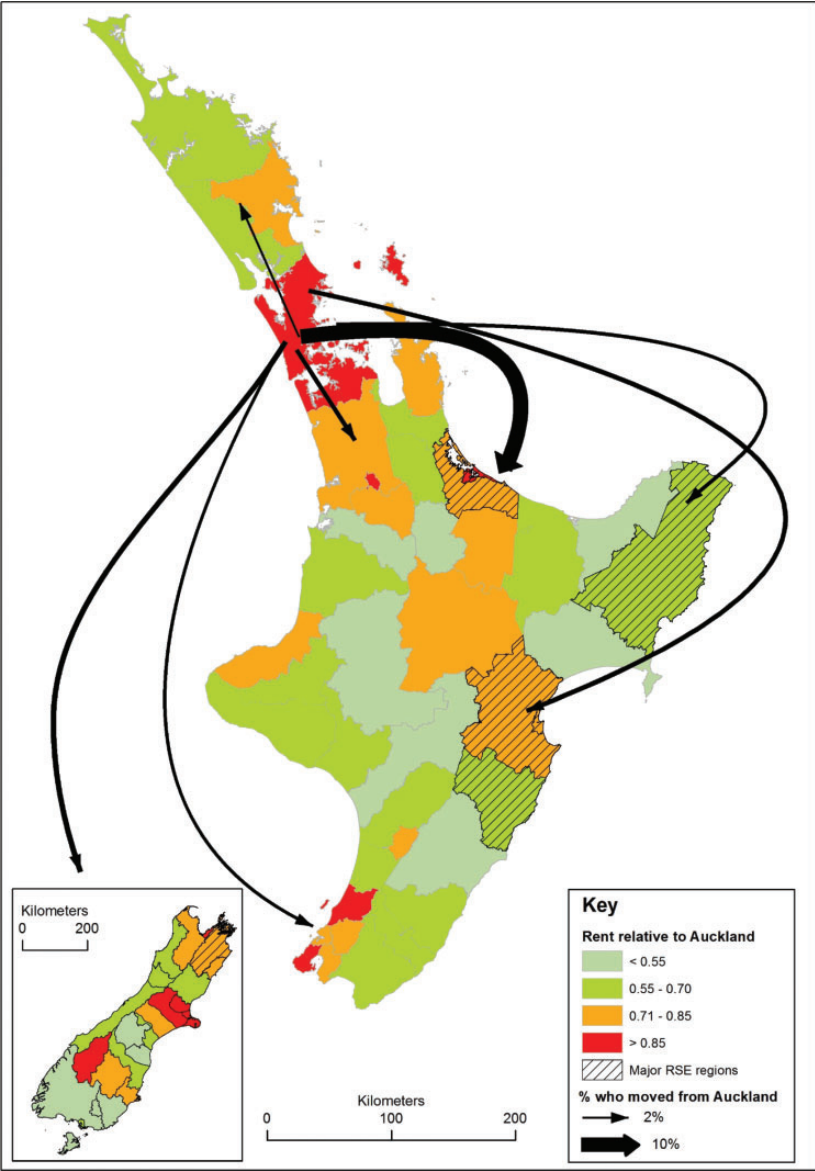 Kilometers
0 200
Kilometers
0 100 200
Key
Rent relative to Auckland
< 0.55
0.55 - 0.70
0.71 - 0.85
> 0.85
Major RSE regions
% who moved from Auckland
2%
10%